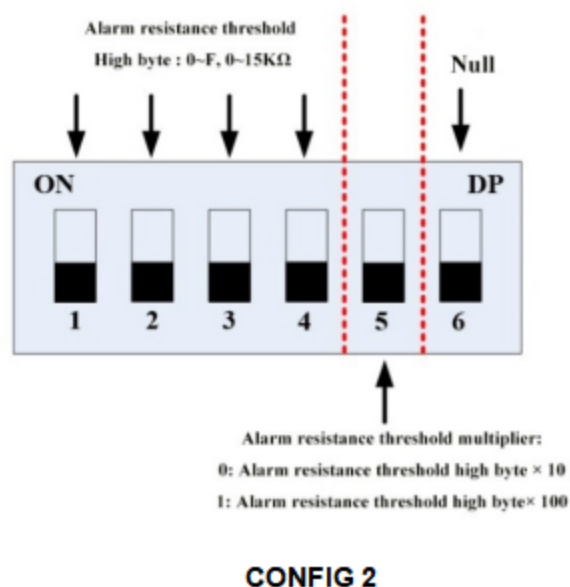 Alarm resistance threshold
High byte : 0~F, 0~15KΩ
Null
ON
DP
1 2 3 4 5 6
Alarm resistance threshold multiplier:
0: Alarm resistance threshold high byte × 10
1: Alarm resistance threshold high byte× 100
CONFIG 2